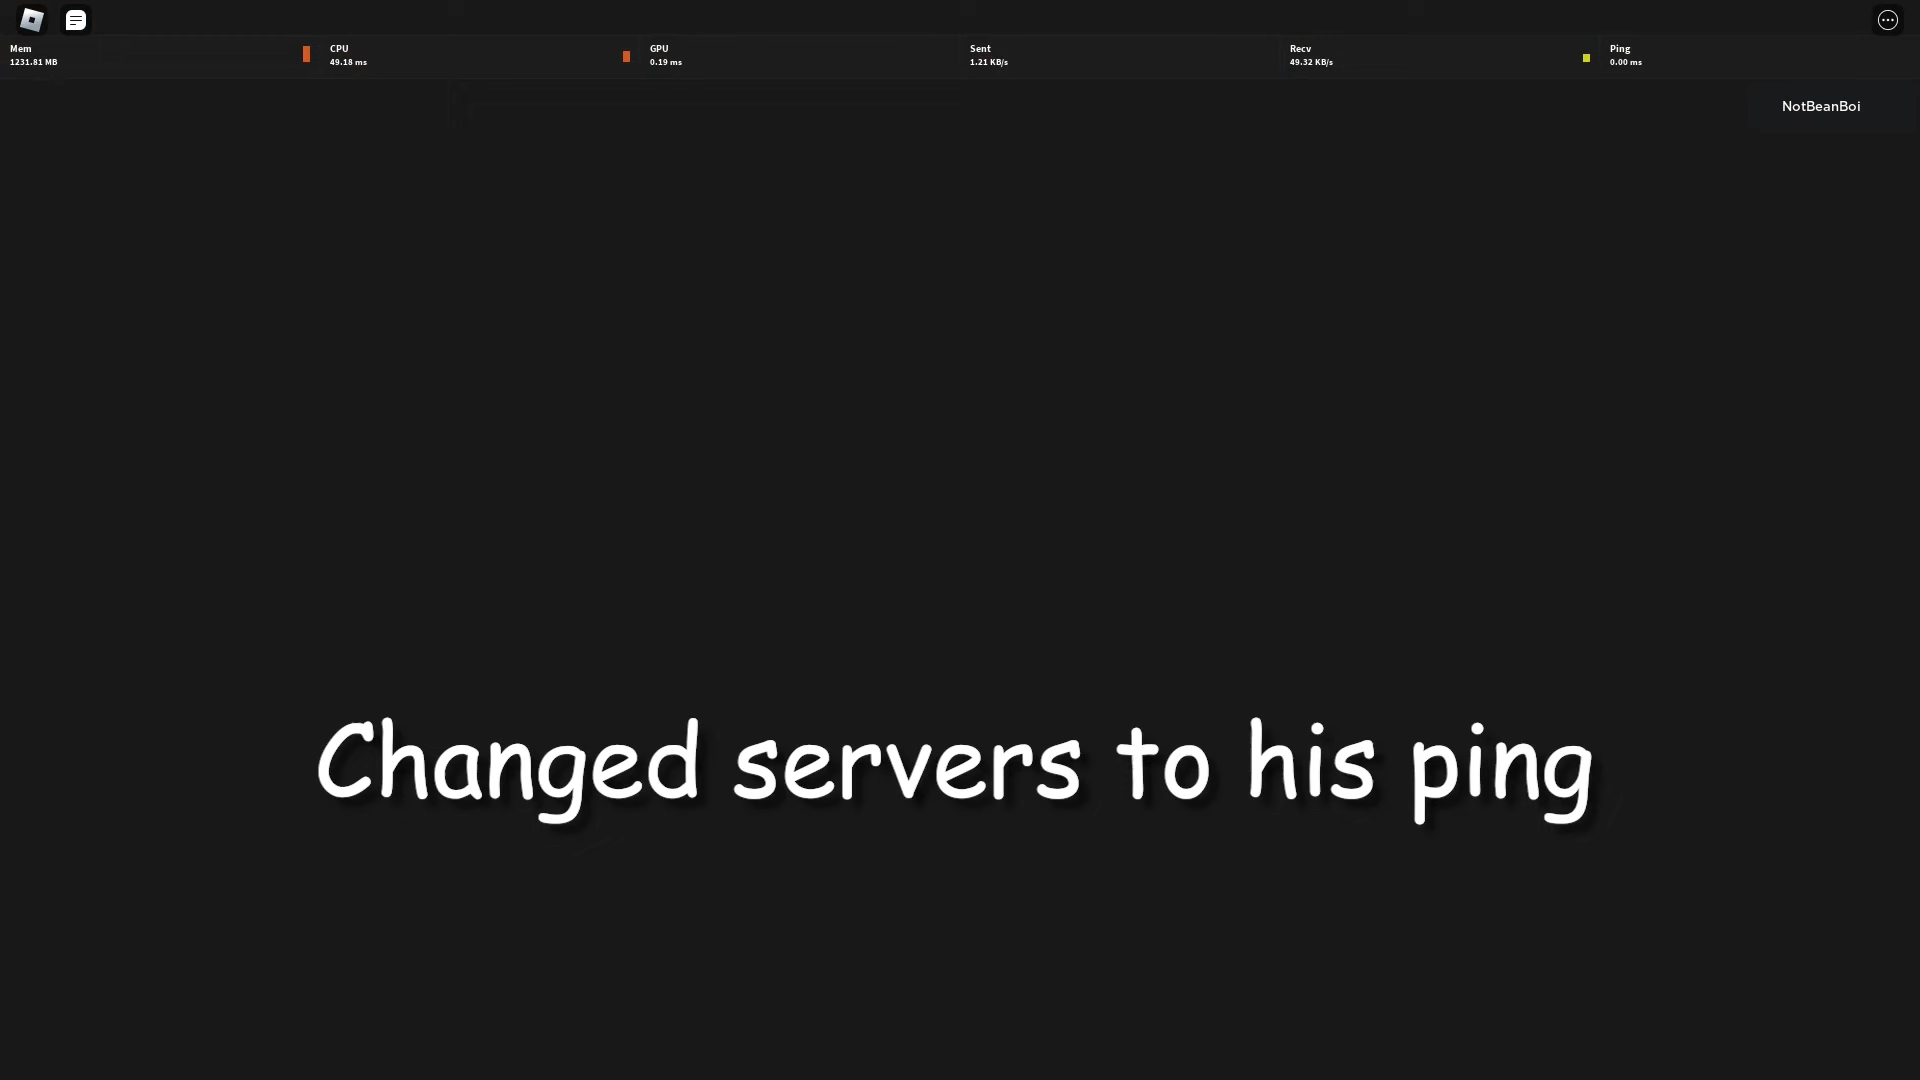 Mem CPU GPU Sent Recv Ping
1231.81 MB 49.18 ms 0.19 ms 1.21 KB/s 49.32 KB/s 0.00 ms
NotBeanBoi
Changed servers to his ping